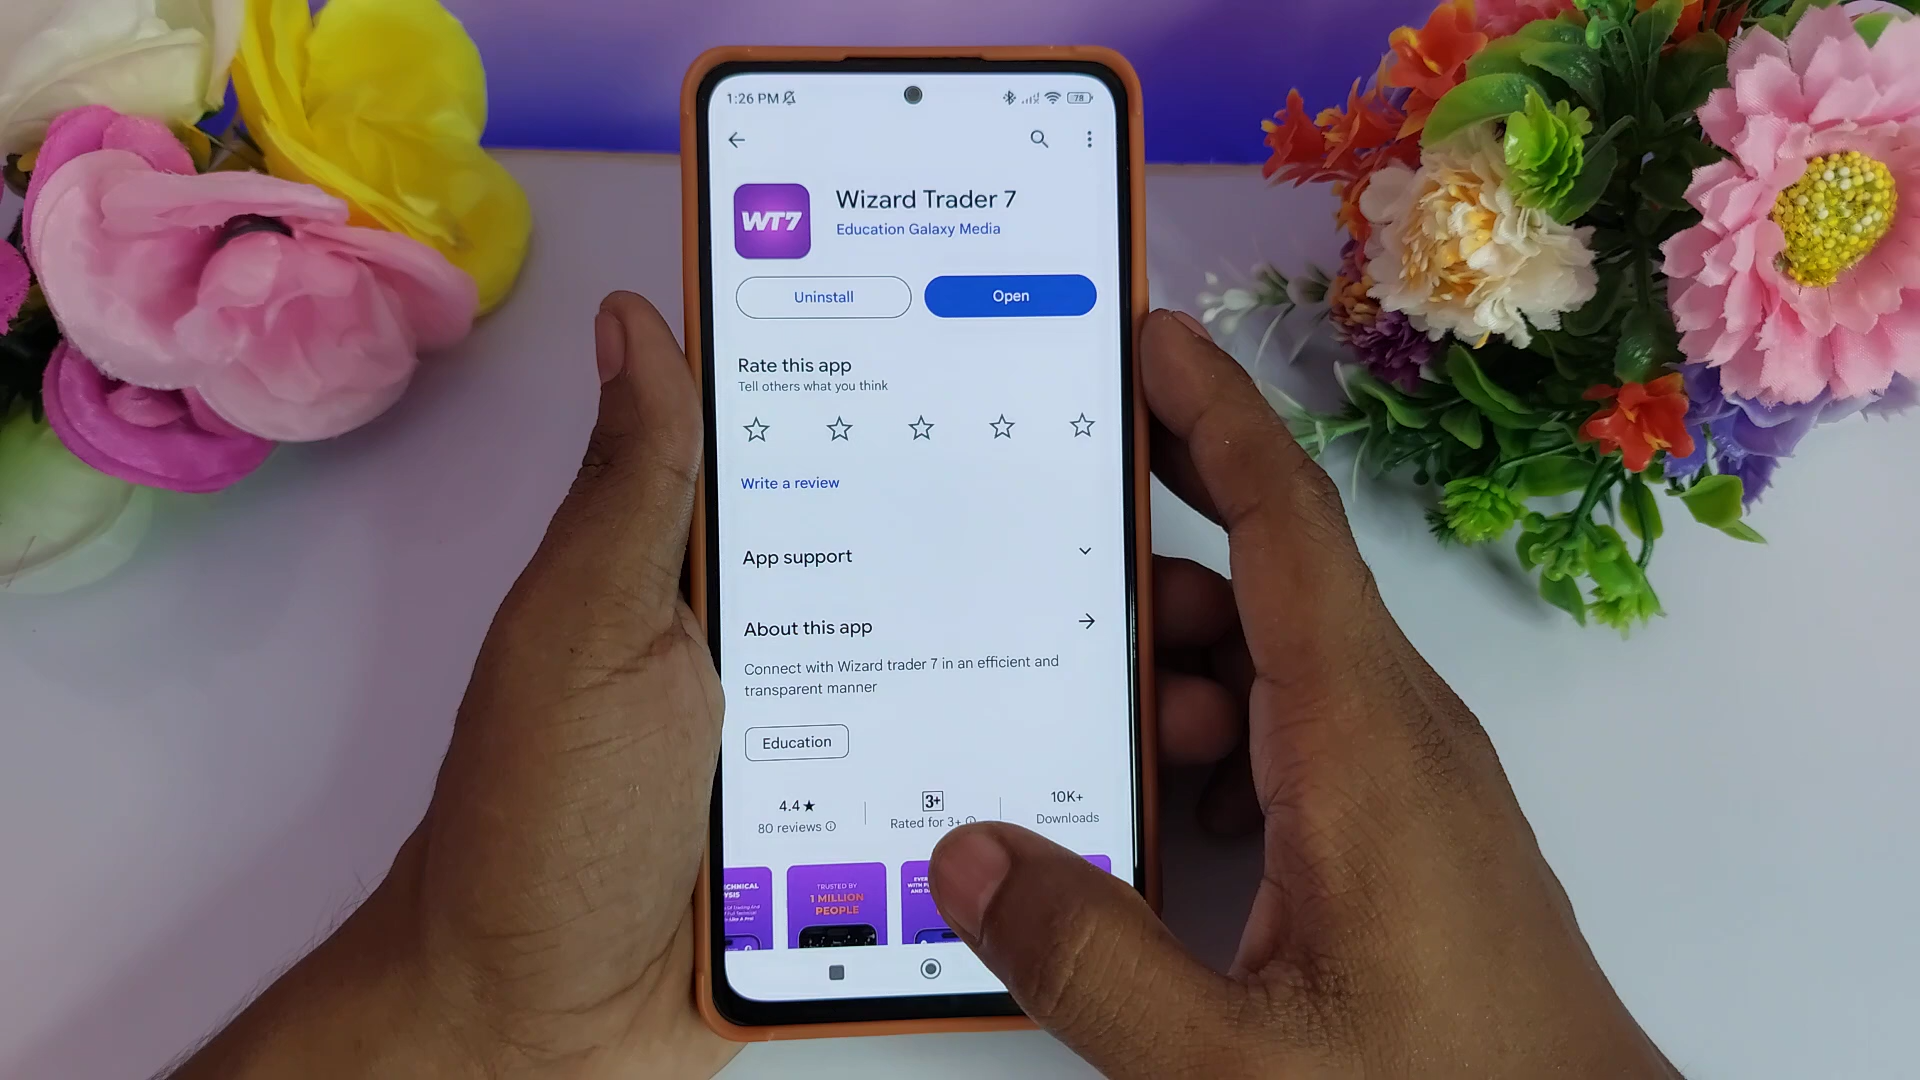 1:26 PM
78
WT7
Wizard Trader 7
Education Galaxy Media
Uninstall
Open
Rate this app
Tell others what you think
Write a review
App support
About this app
Connect with Wizard trader 7 in an efficient and
transparent manner
Education
4.4★
80 reviews
3+
Rated for 3+
10K+
Downloads
TRUSTED BY
1 MILLION
PEOPLE